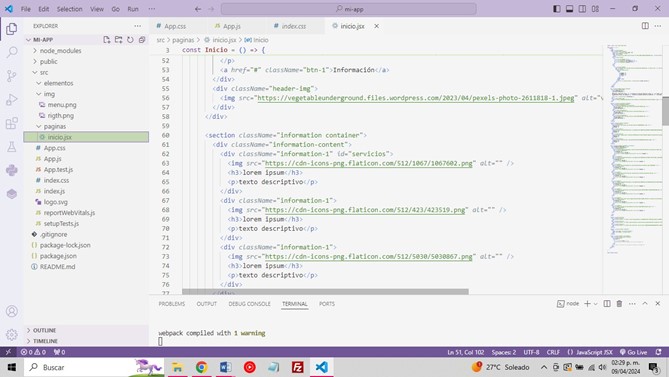 File Edit Selection View Go Run ···
mi-app
EXPLORER ···
App.css
App.js
index.css
inicio.jsx
src > paginas > inicio.jsx > Inicio
MI-APP
node_modules
public
src
elementos
img
menu.png
rigth.png
paginas
inicio.jsx
App.css
App.js
App.test.js
index.css
index.js
logo.svg
reportWebVitals.js
setupTests.js
.gitignore
package-lock.json
package.json
README.md
OUTLINE
TIMELINE
3 const Inicio = () => {
52 </p>
53 <a href="#" className="btn-1">Información</a>
54 </div>
55 <div className="header-img">
56 <img src="https://vegetableunderground.files.wordpress.com/2023/04/pexels-photo-2611818-1.jpeg" alt="
57 </div>
58 </div>
59
60 <section className="information container">
61 <div className="information-content">
62 <div className="information-1" id="servicios">
63 <img src="https://cdn-icons-png.flaticon.com/512/1067/1067602.png" alt="" />
64 <h3>lorem ipsum</h3>
65 <p>texto descriptivo</p>
66 </div>
67 <div className="information-1">
68 <img src="https://cdn-icons-png.flaticon.com/512/423/423519.png" alt="" />
69 <h3>lorem ipsum</h3>
70 <p>texto descriptivo</p>
71 </div>
72 <div className="information-1">
73 <img src="https://cdn-icons-png.flaticon.com/512/5030/5030867.png" alt="" />
74 <h3>lorem ipsum</h3>
75 <p>texto descriptivo</p>
76 </div>
77 </div>
PROBLEMS OUTPUT DEBUG CONSOLE TERMINAL PORTS
node
webpack compiled with 1 warning
0 0 0
Ln 51, Col 102 Spaces: 2 UTF-8 CRLF {} JavaScript JSX Go Live
Buscar
27°C Soleado
02:29 p. m.
09/04/2024